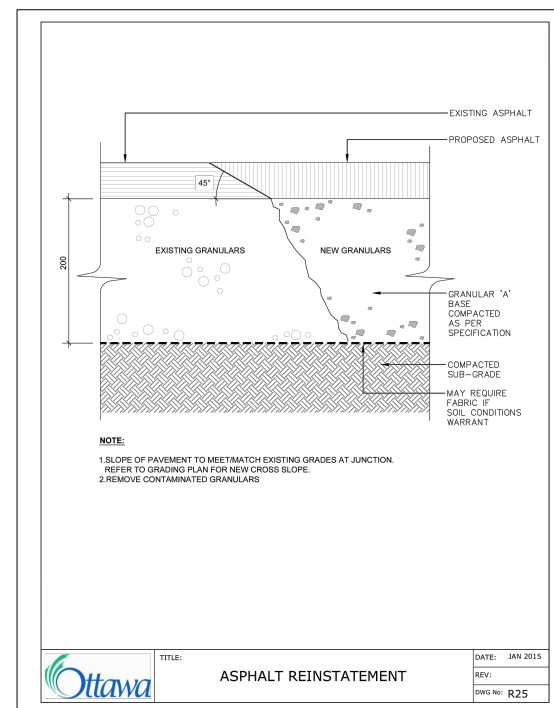 EXISTING ASPHALT
PROPOSED ASPHALT
45°
EXISTING GRANULARS
NEW GRANULARS
200
GRANULAR 'A'
BASE
COMPACTED
AS PER
SPECIFICATION
COMPACTED
SUB-GRADE
MAY REQUIRE
FABRIC IF
SOIL CONDITIONS
WARRANT
NOTE:
1.SLOPE OF PAVEMENT TO MEET/MATCH EXISTING GRADES AT JUNCTION.
REFER TO GRADING PLAN FOR NEW CROSS SLOPE.
2.REMOVE CONTAMINATED GRANULARS
Ottawa
TITLE:
ASPHALT REINSTATEMENT
DATE: JAN 2015
REV:
DWG No: R25